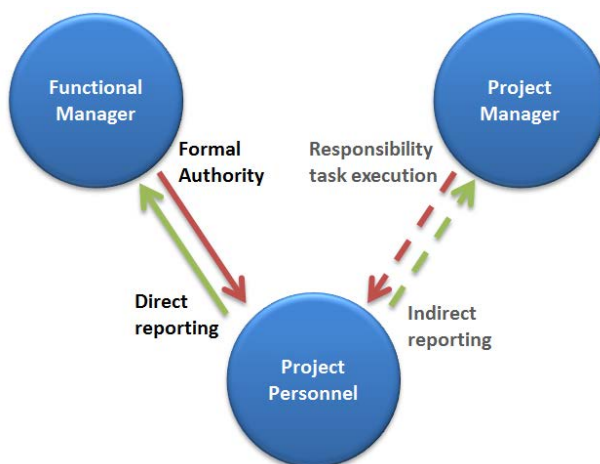 Functional
Manager
Project
Manager
Formal
Authority
Responsibility
task execution
Direct
reporting
Indirect
reporting
Project
Personnel